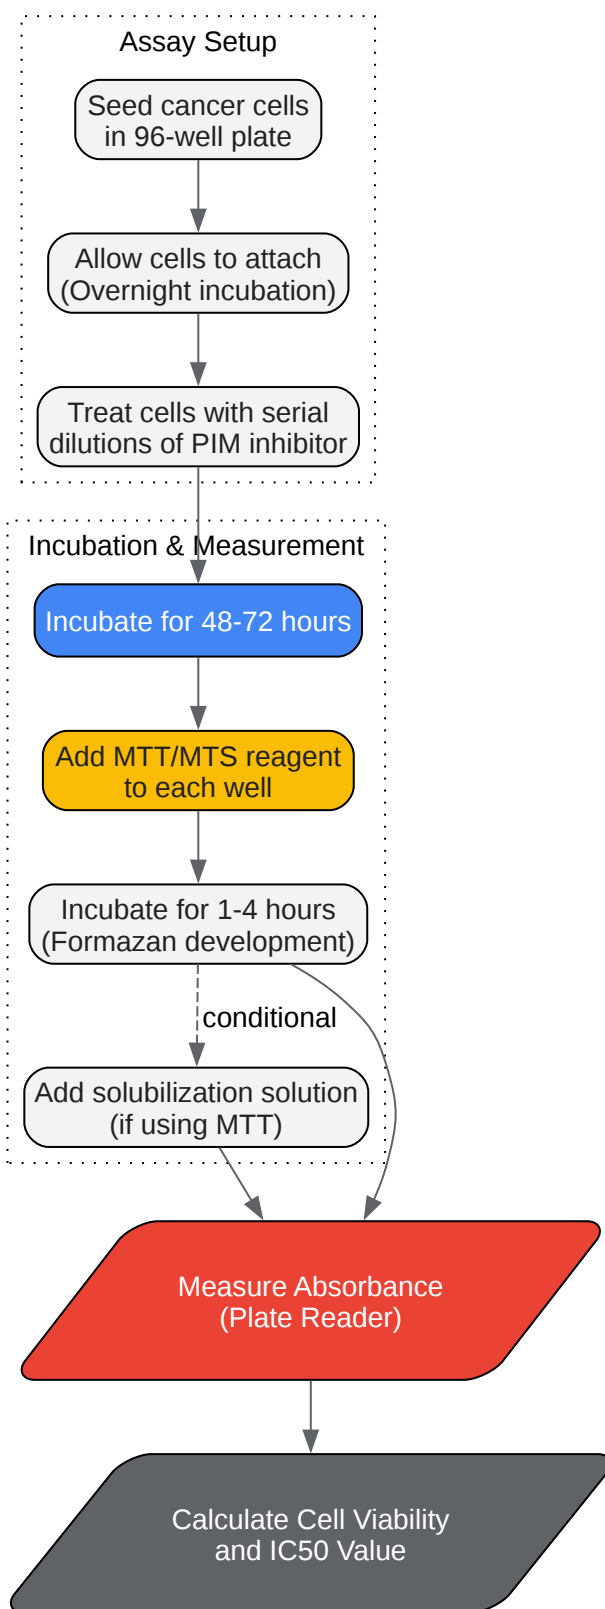 Assay Setup
Seed cancer cells
in 96-well plate
Allow cells to attach
(Overnight incubation)
Treat cells with serial
dilutions of PIM inhibitor
Incubation & Measurement
Incubate for 48-72 hours
Add MTT/MTS reagent
to each well
Incubate for 1-4 hours
(Formazan development)
conditional
Add solubilization solution
(if using MTT)
Measure Absorbance
(Plate Reader)
Calculate Cell Viability
and IC50 Value